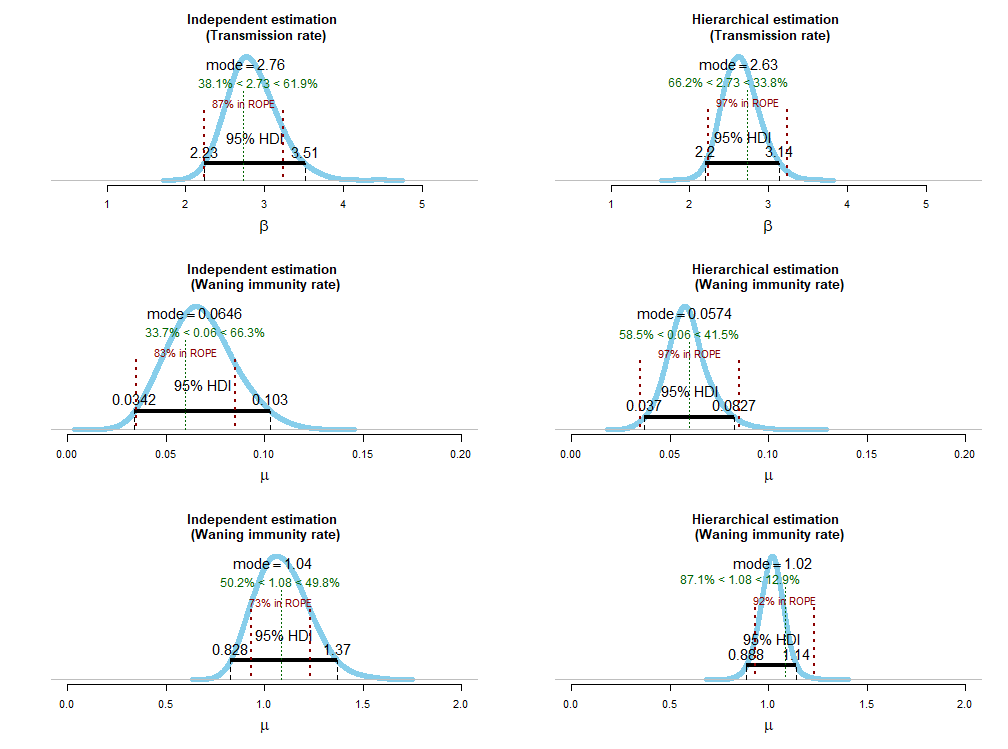 Independent estimation
(Transmission rate)
mode = 2.76
38.1% < 2.73 < 61.9%
87% in ROPE
95% HDI
2.23 3.51
1 2 3 4 5
β
Hierarchical estimation
(Transmission rate)
mode = 2.63
66.2% < 2.73 < 33.8%
97% in ROPE
95% HDI
2.2 3.14
1 2 3 4 5
β
Independent estimation
(Waning immunity rate)
mode = 0.0646
33.7% < 0.06 < 66.3%
83% in ROPE
95% HDI
0.0342 0.103
0.00 0.05 0.10 0.15 0.20
μ
Hierarchical estimation
(Waning immunity rate)
mode = 0.0574
58.5% < 0.06 < 41.5%
97% in ROPE
95% HDI
0.037 0.0827
0.00 0.05 0.10 0.15 0.20
μ
Independent estimation
(Waning immunity rate)
mode = 1.04
50.2% < 1.08 < 49.8%
73% in ROPE
95% HDI
0.828 1.37
0.0 0.5 1.0 1.5 2.0
μ
Hierarchical estimation
(Waning immunity rate)
mode = 1.02
87.1% < 1.08 < 12.9%
92% in ROPE
95% HDI
0.888 1.14
0.0 0.5 1.0 1.5 2.0
μ